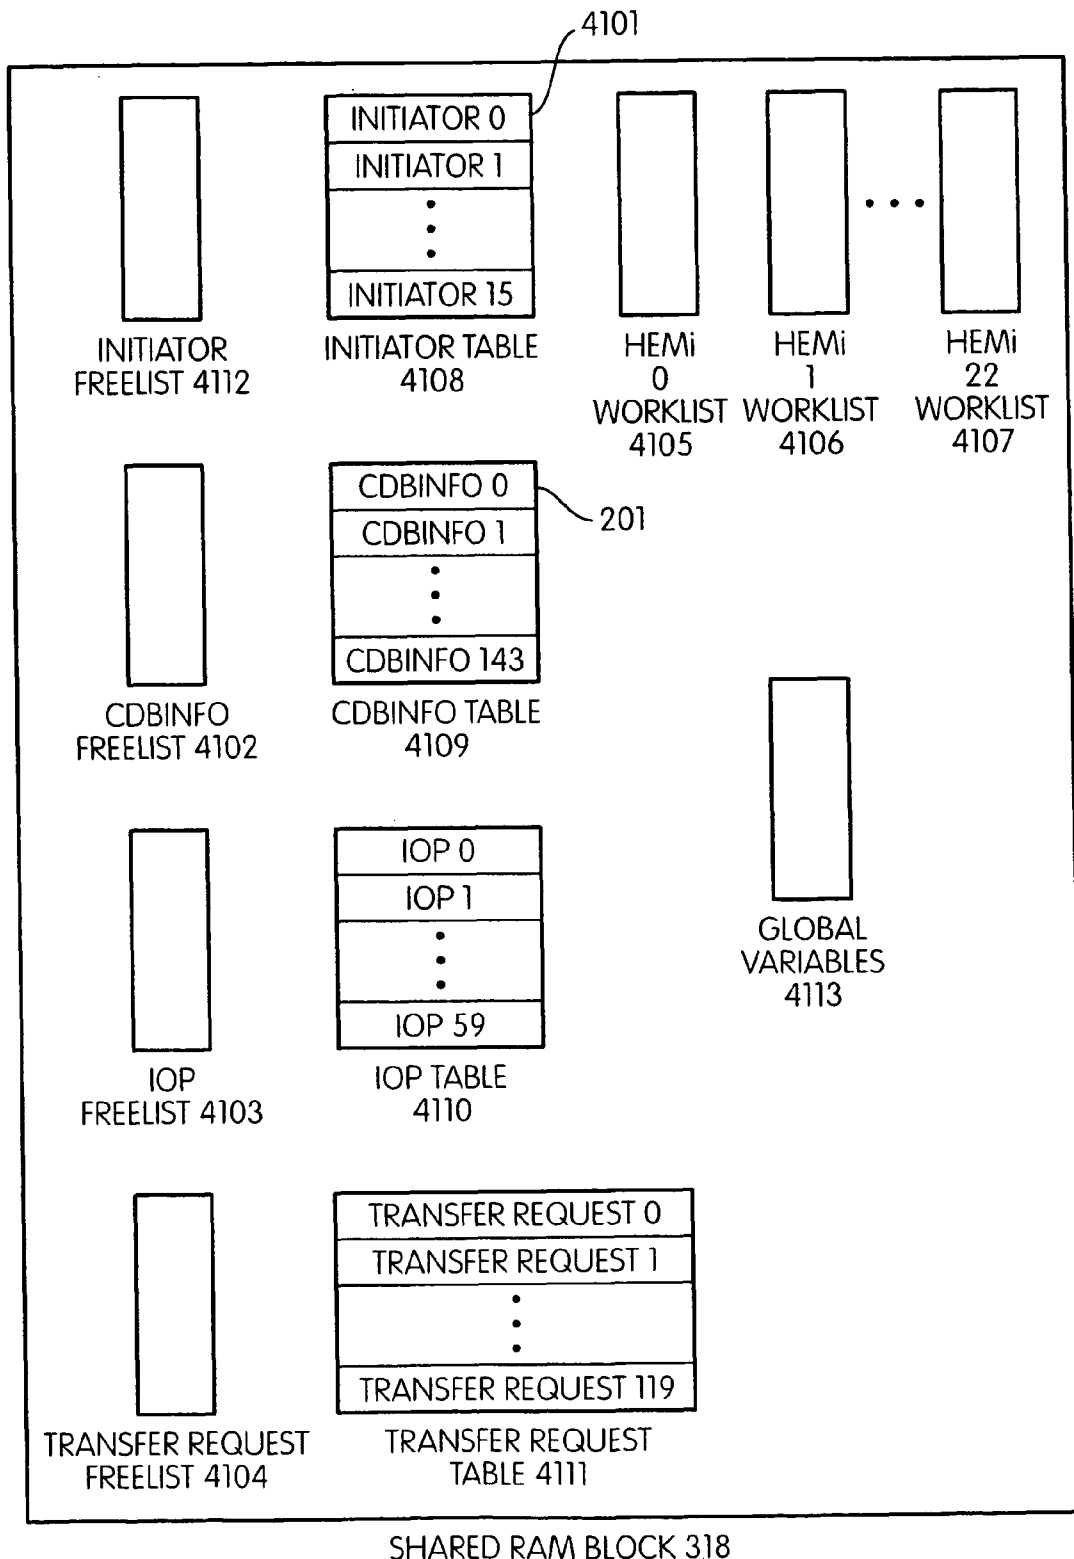 4101
INITIATOR 0
INITIATOR 1
INITIATOR 15
INITIATOR
FREELIST 4112
INITIATOR TABLE
4108
HEMi
0
WORKLIST
4105
HEMi
1
WORKLIST
4106
HEMi
22
WORKLIST
4107
CDBINFO 0
201
CDBINFO 1
CDBINFO 143
CDBINFO
FREELIST 4102
CDBINFO TABLE
4109
IOP 0
IOP 1
IOP 59
IOP
FREELIST 4103
IOP TABLE
4110
GLOBAL
VARIABLES
4113
TRANSFER REQUEST 0
TRANSFER REQUEST 1
TRANSFER REQUEST 119
TRANSFER REQUEST
FREELIST 4104
TRANSFER REQUEST
TABLE 4111
SHARED RAM BLOCK 318